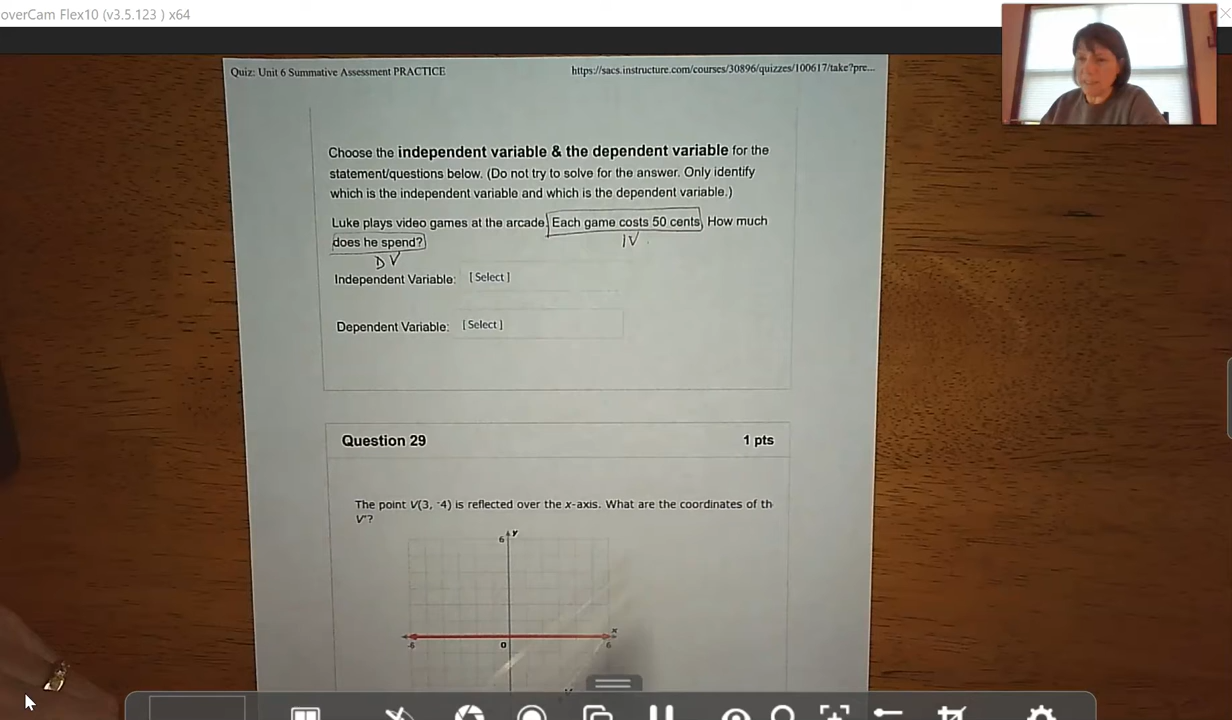 overCam Flex10 (v3.5.123 ) x64
Quiz: Unit 6 Summative Assessment PRACTICE
https://sacs.instructure.com/courses/30896/quizzes/100617/take?pre...
Choose the independent variable & the dependent variable for the
statement/questions below. (Do not try to solve for the answer. Only identify
which is the independent variable and which is the dependent variable.)
Luke plays video games at the arcade. Each game costs 50 cents. How much
does he spend?
IV
DV
Independent Variable: [ Select ]
Dependent Variable: [ Select ]
Question 29
1 pts
The point V(3, -4) is reflected over the x-axis. What are the coordinates of th
V'?
6
y
x
-6
0
6
V